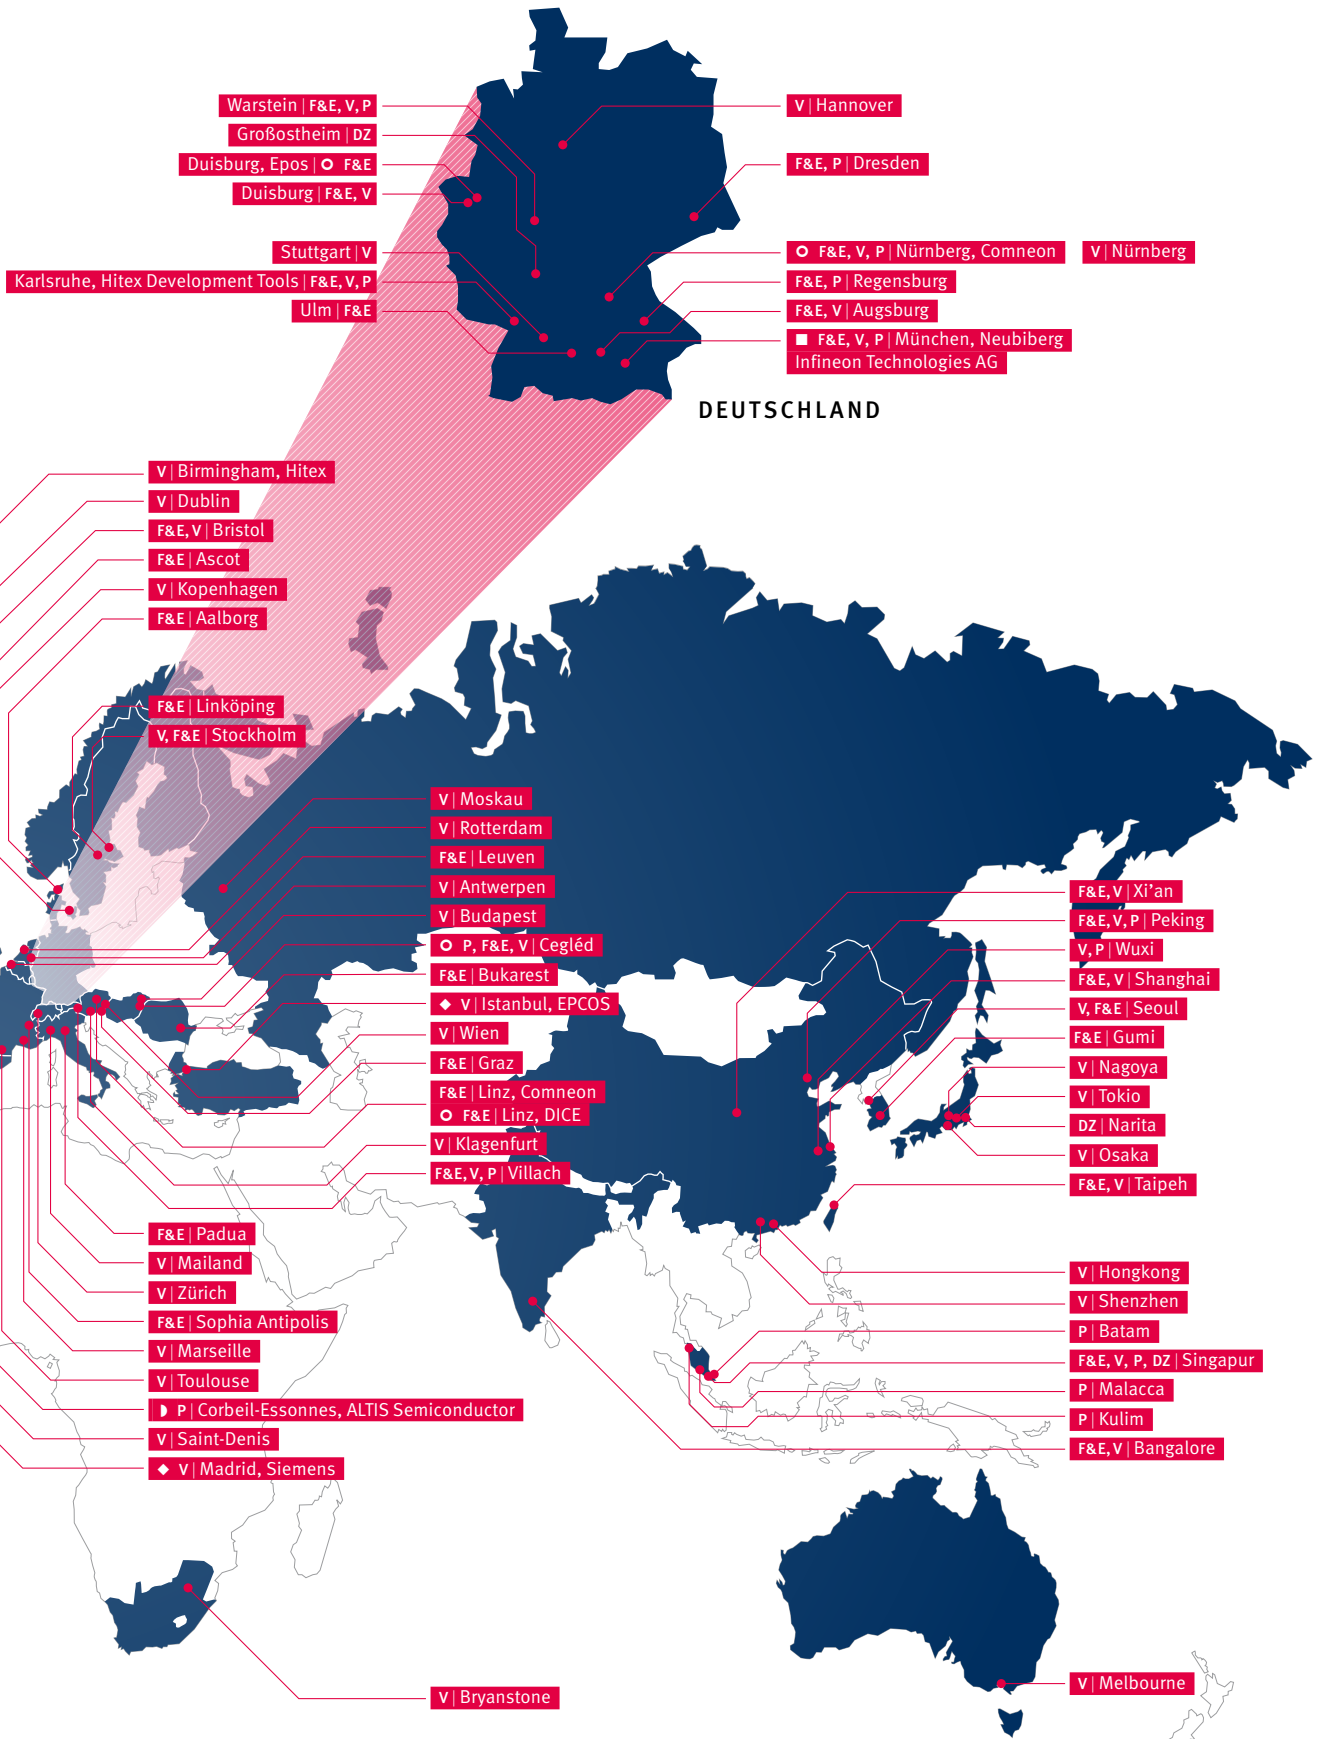 Warstein | F&E, V, P
Großostheim | DZ
Duisburg, Epos | F&E
Duisburg | F&E, V
Stuttgart | V
Karlsruhe, Hitex Development Tools | F&E, V, P
Ulm | F&E
V | Hannover
F&E, P | Dresden
F&E, V, P | Nürnberg, Comneon
V | Nürnberg
F&E, P | Regensburg
F&E, V | Augsburg
F&E, V, P | München, Neubiberg
Infineon Technologies AG
DEUTSCHLAND
V | Birmingham, Hitex
V | Dublin
F&E, V | Bristol
F&E | Ascot
V | Kopenhagen
F&E | Aalborg
F&E | Linköping
V, F&E | Stockholm
V | Moskau
V | Rotterdam
F&E | Leuven
V | Antwerpen
V | Budapest
P, F&E, V | Cegléd
F&E | Bukarest
V | Istanbul, EPCOS
V | Wien
F&E | Graz
F&E | Linz, Comneon
F&E | Linz, DICE
V | Klagenfurt
F&E, V, P | Villach
F&E, V | Xi’an
F&E, V, P | Peking
V, P | Wuxi
F&E, V | Shanghai
V, F&E | Seoul
F&E | Gumi
V | Nagoya
V | Tokio
DZ | Narita
V | Osaka
F&E, V | Taipeh
F&E | Padua
V | Mailand
V | Zürich
F&E | Sophia Antipolis
V | Marseille
V | Toulouse
P | Corbeil-Essonnes, ALTIS Semiconductor
V | Saint-Denis
V | Madrid, Siemens
V | Hongkong
V | Shenzhen
P | Batam
F&E, V, P, DZ | Singapur
P | Malacca
P | Kulim
F&E, V | Bangalore
V | Bryanstone
V | Melbourne